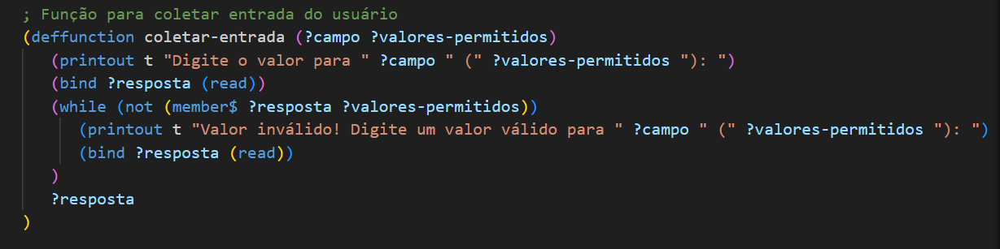 ; Função para coletar entrada do usuário
(deffunction coletar-entrada (?campo ?valores-permitidos)
(printout t "Digite o valor para " ?campo " (" ?valores-permitidos "): ")
(bind ?resposta (read))
(while (not (member$ ?resposta ?valores-permitidos))
(printout t "Valor inválido! Digite um valor válido para " ?campo " (" ?valores-permitidos "): ")
(bind ?resposta (read))
)
?resposta
)